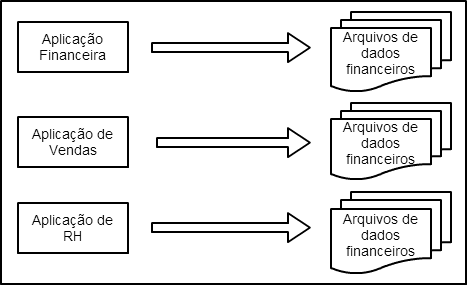 Aplicação
Financeira
Arquivos de
dados
financeiros
Aplicação de
Vendas
Arquivos de
dados
financeiros
Aplicação de
RH
Arquivos de
dados
financeiros